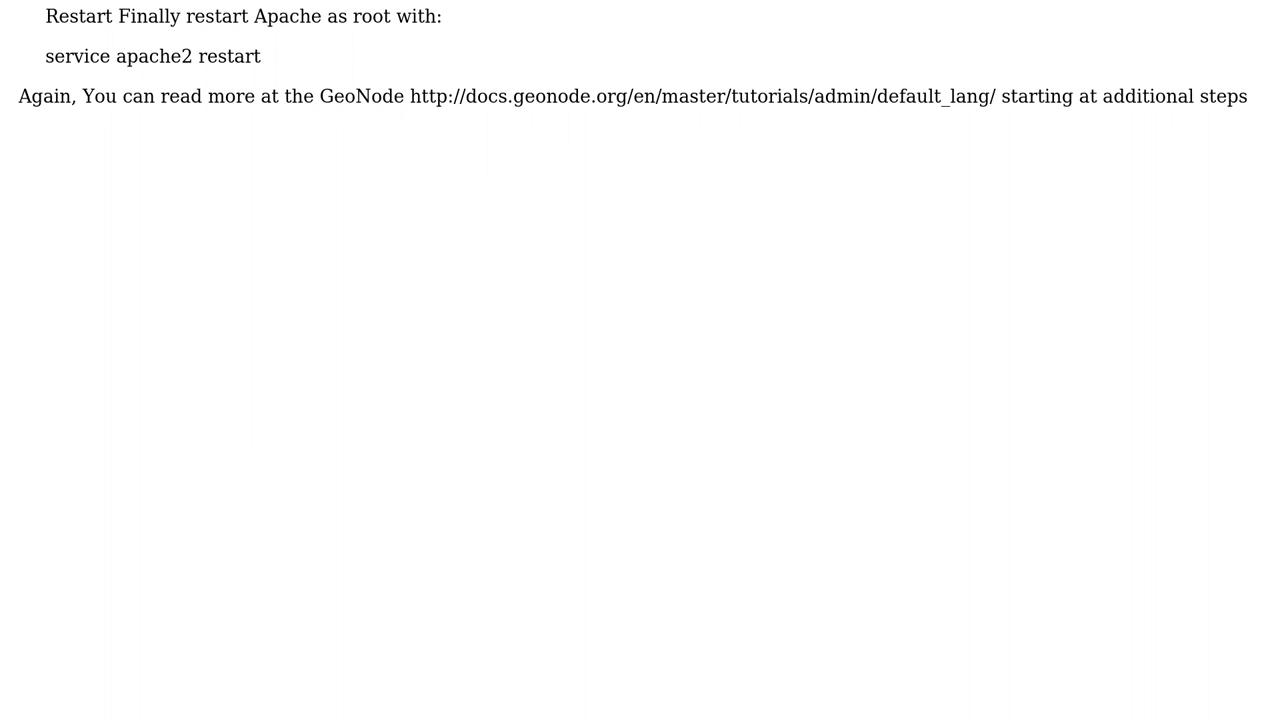 Restart Finally restart Apache as root with:
service apache2 restart
Again, You can read more at the GeoNode http://docs.geonode.org/en/master/tutorials/admin/default_lang/ starting at additional steps